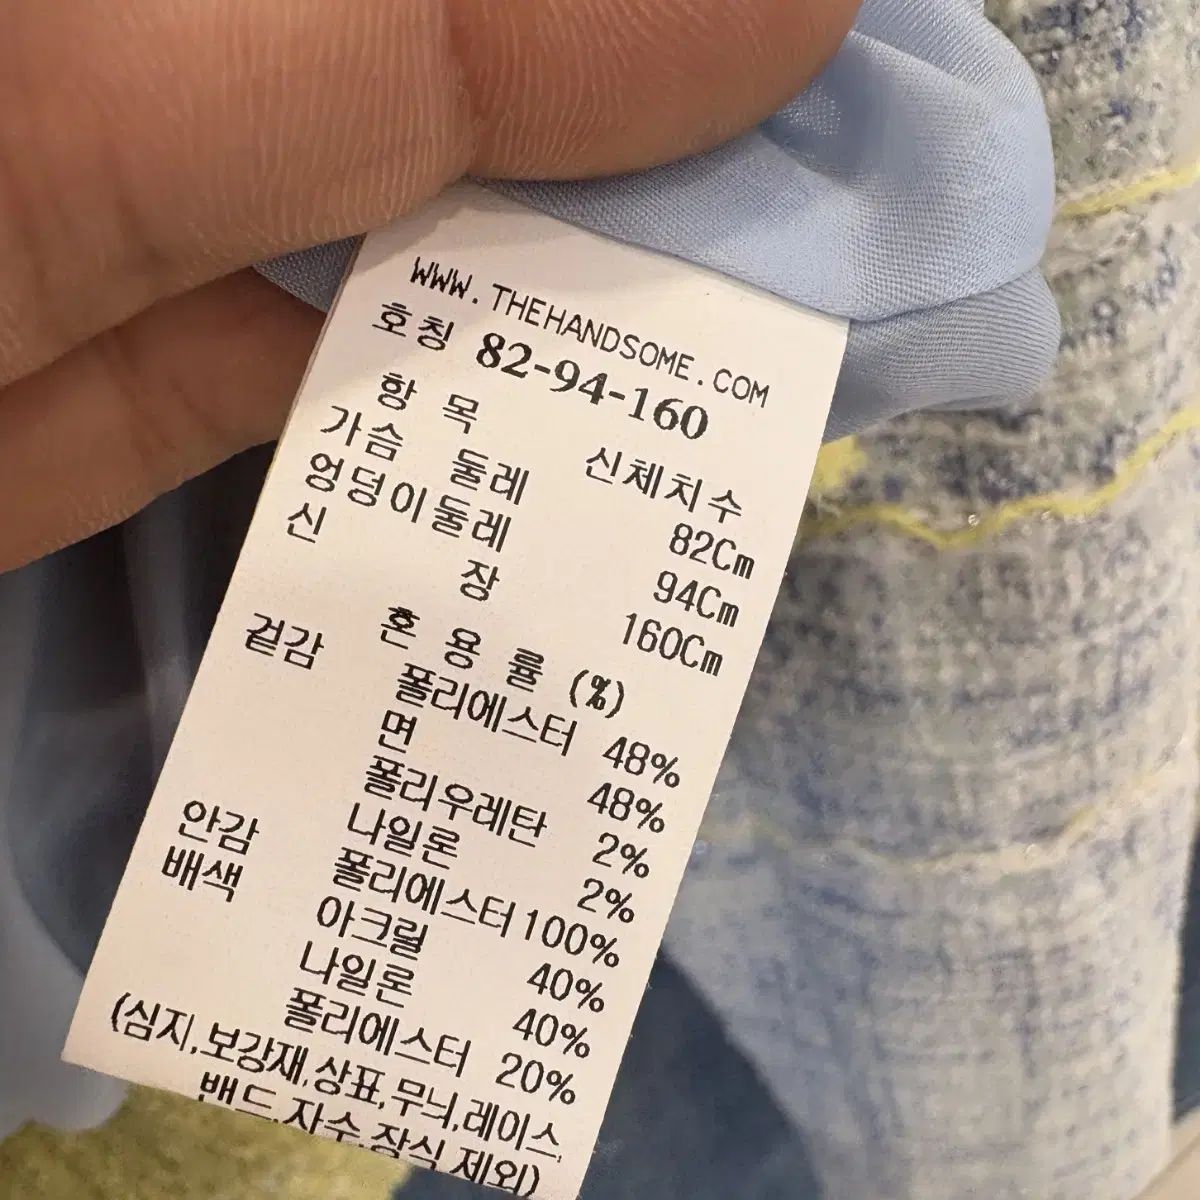 WWW.THEHANDSOME.COM
호칭 82-94-160
항 목 신체치수
가슴 둘레 82Cm
엉덩이둘레 94Cm
신 장 160Cm
혼 용 률 (%)
겉감 폴리에스터 48%
면 48%
폴리우레탄 2%
나일론 2%
안감 폴리에스터 100%
배색 아크릴 40%
나일론 40%
폴리에스터 20%
(심지,보강재,상표,무늬,레이스,
밴드,자수,장식 제외)